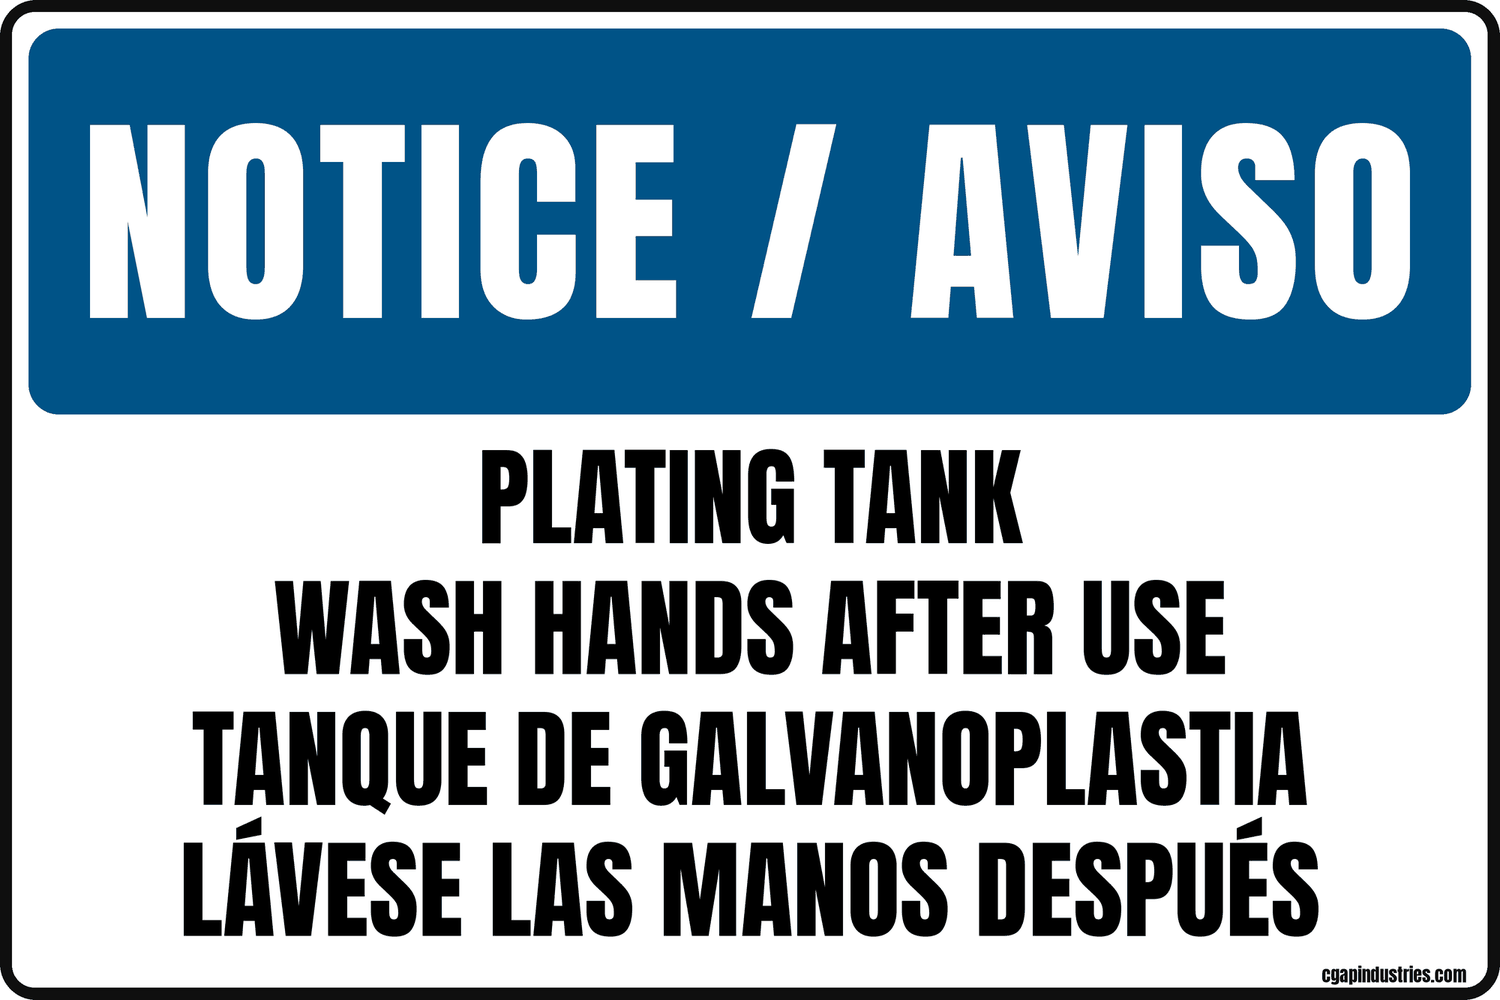 NOTICE / AVISO
PLATING TANK
WASH HANDS AFTER USE
TANQUE DE GALVANOPLASTIA
LÁVESE LAS MANOS DESPUÉS
cgapindustries.com